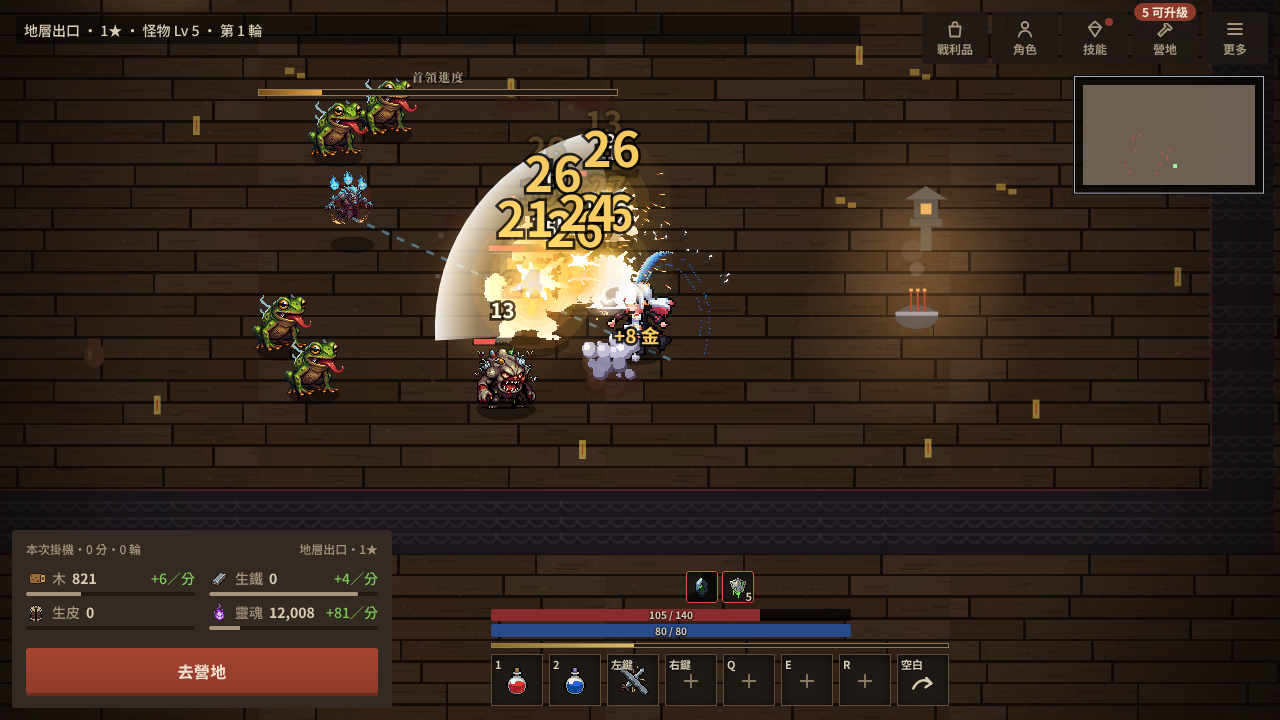 地層出口 • 1★ • 怪物 Lv 5 • 第 1 輪
5 可升級
戰利品
角色
技能
營地
更多
首領進度
13
26
26
21
24
26
13
+8 金
本次掛機・0 分・0 輪
地層出口・1★
木 821 +6／分
生鐵 0 +4／分
生皮 0
靈魂 12,008 +81／分
去營地
5
105 / 140
80 / 80
1
2
左鍵
右鍵
Q
E
R
空白